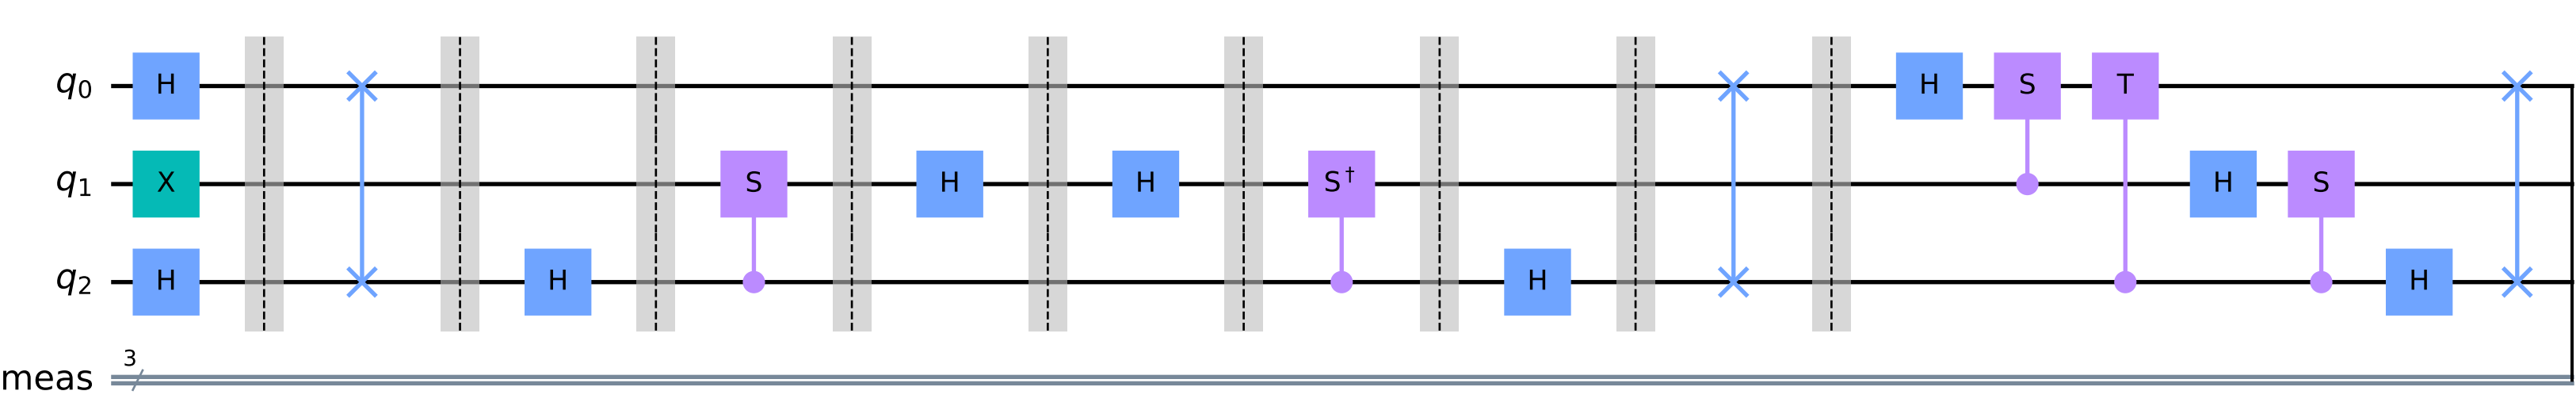 q0 H H S T
q1 X S H H S† H S
q2 H H H H
3
meas